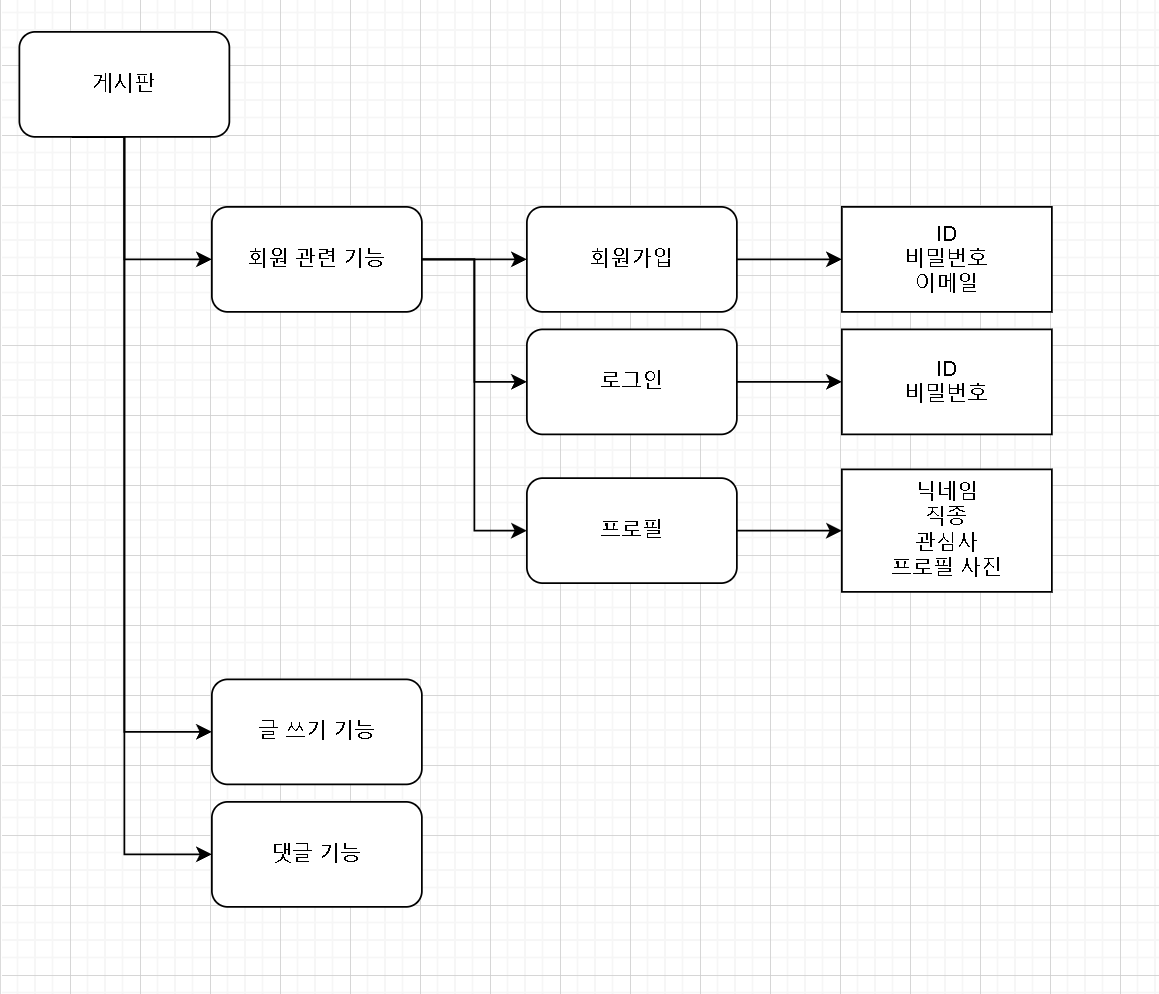 게시판
회원 관련 기능
회원가입
ID
비밀번호
이메일
로그인
ID
비밀번호
프로필
닉네임
직종
관심사
프로필 사진
글 쓰기 기능
댓글 기능